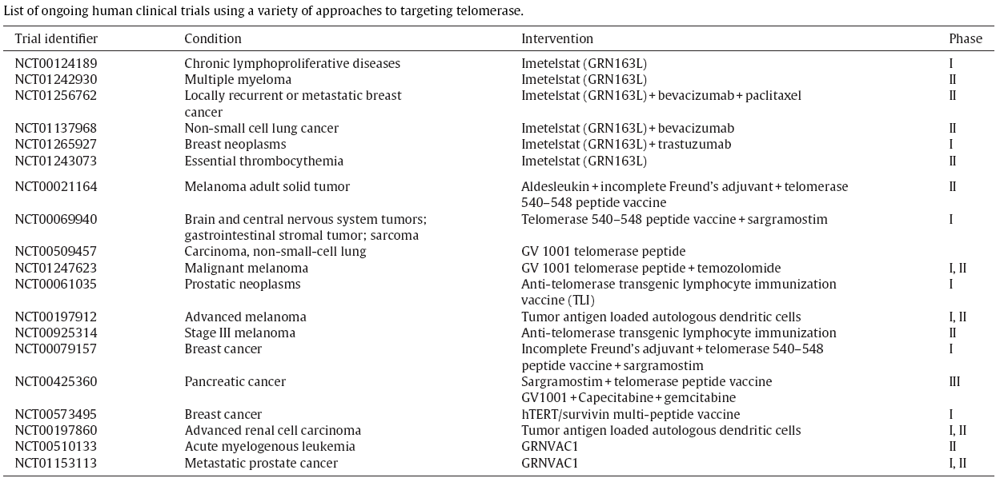 List of ongoing human clinical trials using a variety of approaches to targeting telomerase.
Trial identifier Condition Intervention Phase
NCT00124189 Chronic lymphoproliferative diseases Imetelstat (GRN163L) I
NCT01242930 Multiple myeloma Imetelstat (GRN163L) II
NCT01256762 Locally recurrent or metastatic breast Imetelstat (GRN163L) + bevacizumab + paclitaxel II
cancer
NCT01137968 Non-small cell lung cancer Imetelstat (GRN163L) + bevacizumab II
NCT01265927 Breast neoplasms Imetelstat (GRN163L) + trastuzumab I
NCT01243073 Essential thrombocythemia Imetelstat (GRN163L) II
NCT00021164 Melanoma adult solid tumor Aldesleukin + incomplete Freund's adjuvant + telomerase II
540–548 peptide vaccine
NCT00069940 Brain and central nervous system tumors; Telomerase 540–548 peptide vaccine + sargramostim I
gastrointestinal stromal tumor; sarcoma
NCT00509457 Carcinoma, non-small-cell lung GV 1001 telomerase peptide
NCT01247623 Malignant melanoma GV 1001 telomerase peptide + temozolomide I, II
NCT00061035 Prostatic neoplasms Anti-telomerase transgenic lymphocyte immunization I
vaccine (TLI)
NCT00197912 Advanced melanoma Tumor antigen loaded autologous dendritic cells I, II
NCT00925314 Stage III melanoma Anti-telomerase transgenic lymphocyte immunization II
NCT00079157 Breast cancer Incomplete Freund's adjuvant + telomerase 540–548 I
peptide vaccine + sargramostim
NCT00425360 Pancreatic cancer Sargramostim + telomerase peptide vaccine III
GV1001 + Capecitabine + gemcitabine
NCT00573495 Breast cancer hTERT/survivin multi-peptide vaccine I
NCT00197860 Advanced renal cell carcinoma Tumor antigen loaded autologous dendritic cells I, II
NCT00510133 Acute myelogenous leukemia GRNVAC1 II
NCT01153113 Metastatic prostate cancer GRNVAC1 I, II